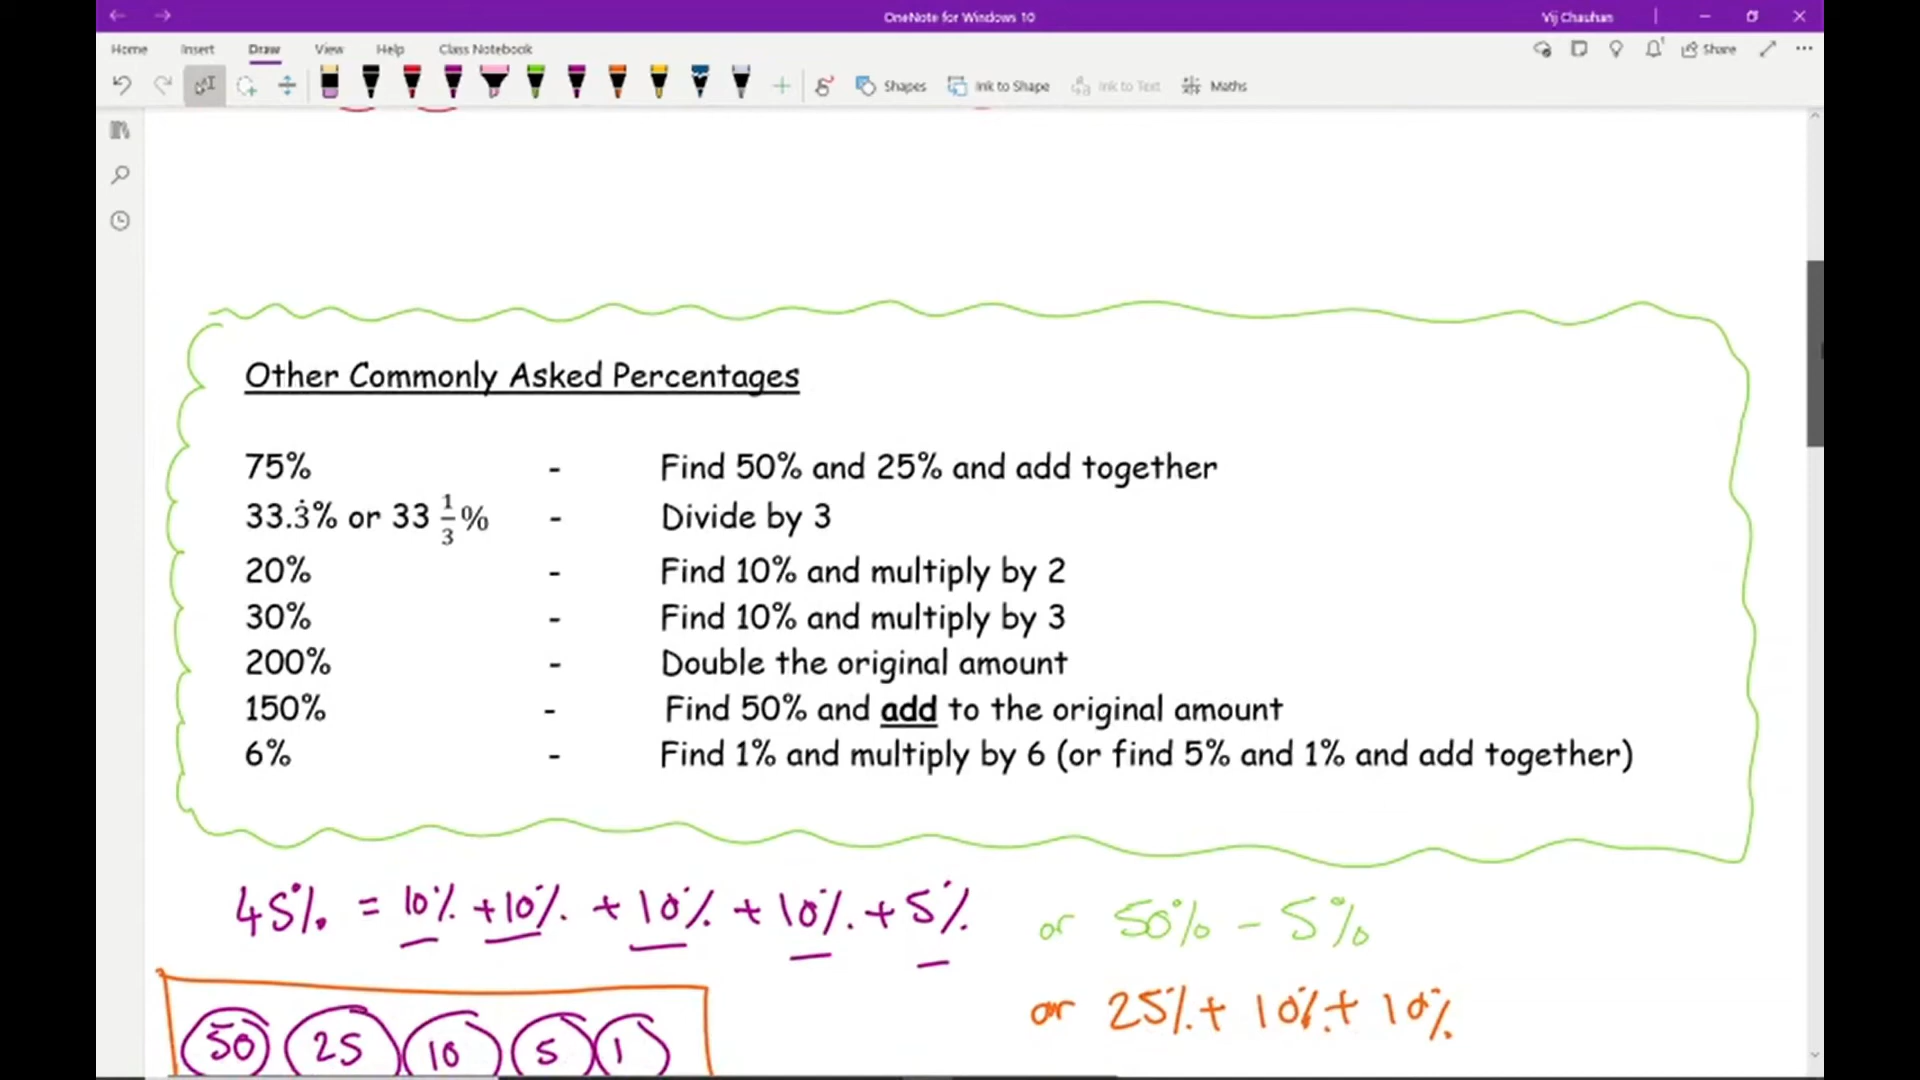 OneNote for Windows 10
Vij Chauhan
Home Insert Draw View Help Class Notebook
Share
Shapes Ink to Shape Ink to Text Maths
Other Commonly Asked Percentages
75% - Find 50% and 25% and add together
33.3̇% or 33 1/3% - Divide by 3
20% - Find 10% and multiply by 2
30% - Find 10% and multiply by 3
200% - Double the original amount
150% - Find 50% and add to the original amount
6% - Find 1% and multiply by 6 (or find 5% and 1% and add together)
45% = 10% + 10% + 10% + 10% + 5% or 50% - 5%
or 25% + 10% + 10%
50 25 10 5 1